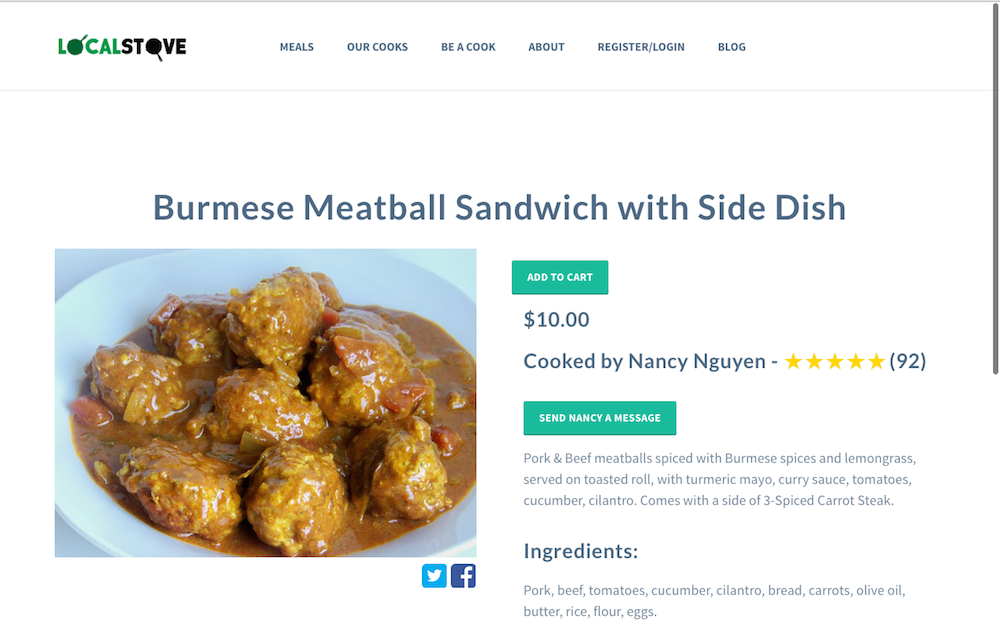 LOCALSTOVE
MEALS OUR COOKS BE A COOK ABOUT REGISTER/LOGIN BLOG
Burmese Meatball Sandwich with Side Dish
ADD TO CART
$10.00
Cooked by Nancy Nguyen - ★★★★★(92)
SEND NANCY A MESSAGE
Pork & Beef meatballs spiced with Burmese spices and lemongrass,
served on toasted roll, with turmeric mayo, curry sauce, tomatoes,
cucumber, cilantro. Comes with a side of 3-Spiced Carrot Steak.
Ingredients:
Pork, beef, tomatoes, cucumber, cilantro, bread, carrots, olive oil,
butter, rice, flour, eggs.